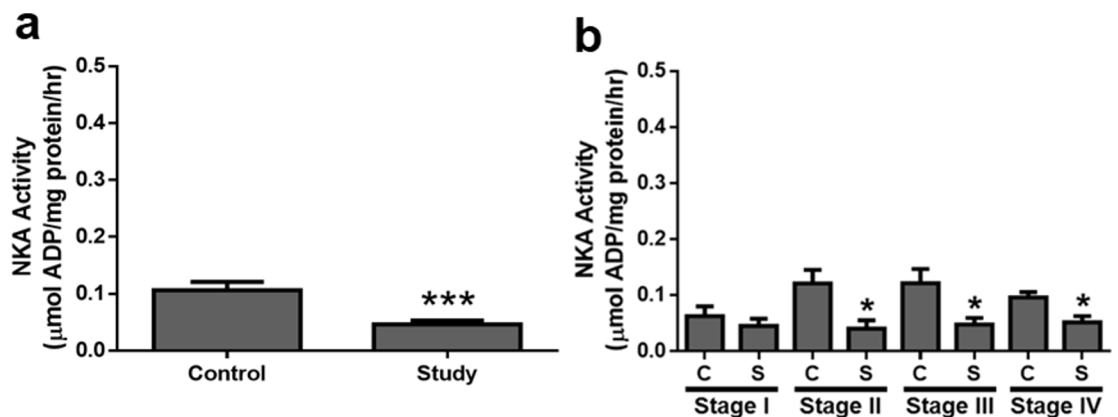 a
NKA Activity
(μmol ADP/mg protein/hr)
0.5
0.4
0.3
0.2
0.1
0.0
***
Control Study
b
NKA Activity
(μmol ADP/mg protein/hr)
0.5
0.4
0.3
0.2
0.1
0.0
* * *
C S C S C S C S
Stage I Stage II Stage III Stage IV